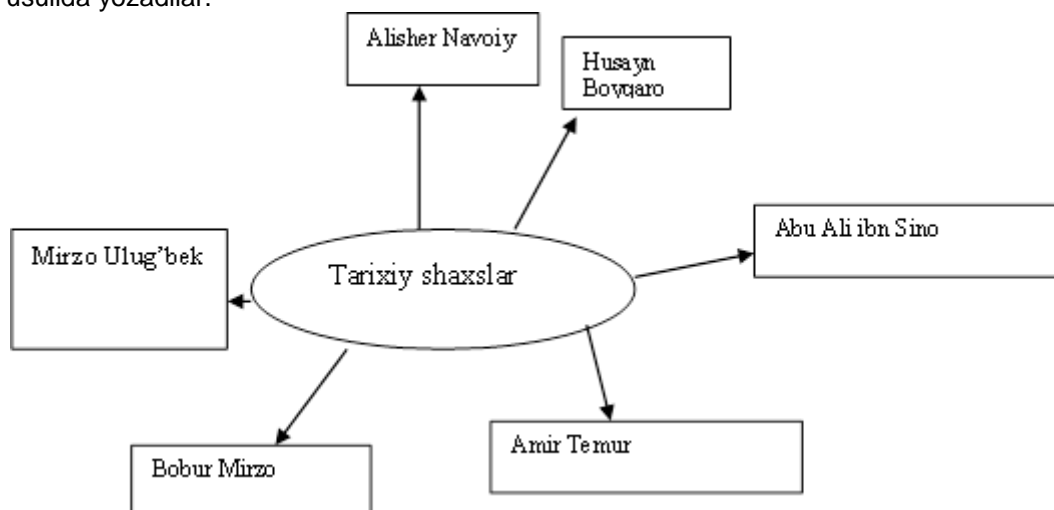 usulida yozadilar.
Alisher Navoiy
Husayn
Boyqaro
Abu Ali ibn Sino
Mirzo Ulug’bek
Tarixiy shaxslar
Amir Temur
Bobur Mirzo